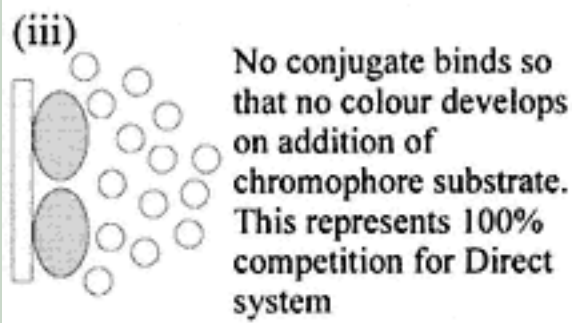 (iii)
No conjugate binds so
that no colour develops
on addition of
chromophore substrate.
This represents 100%
competition for Direct
system